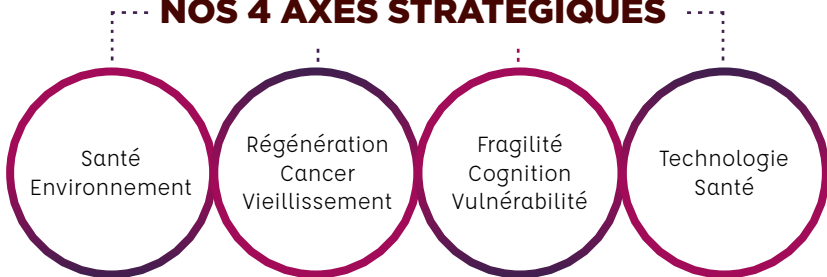 NOS 4 AXES STRATÉGIQUES
Santé
Environnement
Régénération
Cancer
Vieillissement
Fragilité
Cognition
Vulnérabilité
Technologie
Santé